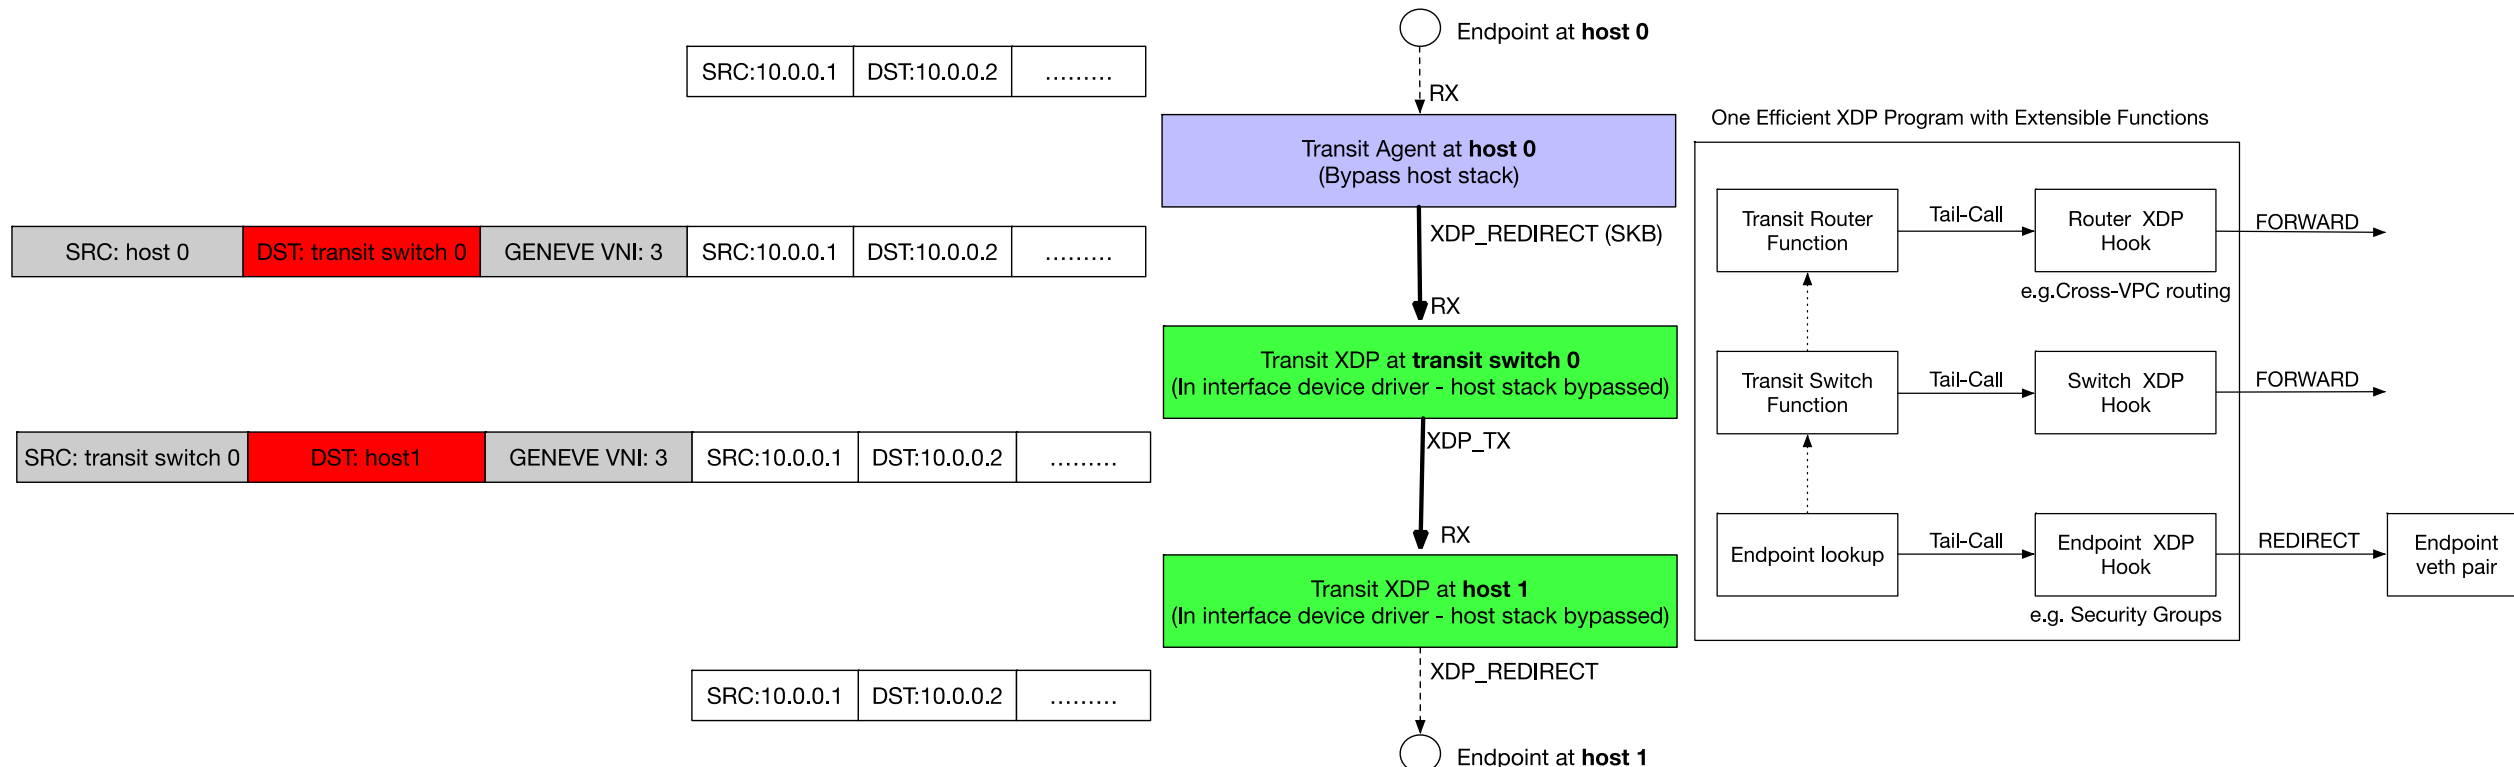 Endpoint at host 0
SRC:10.0.0.1 DST:10.0.0.2 .........
RX
One Efficient XDP Program with Extensible Functions
Transit Agent at host 0
(Bypass host stack)
Transit Router
Function
Tail-Call
Router XDP
Hook
FORWARD
SRC: host 0 DST: transit switch 0 GENEVE VNI: 3 SRC:10.0.0.1 DST:10.0.0.2 .........
XDP_REDIRECT (SKB)
e.g.Cross-VPC routing
RX
Transit XDP at transit switch 0
(In interface device driver - host stack bypassed)
Transit Switch
Function
Tail-Call
Switch XDP
Hook
FORWARD
SRC: transit switch 0 DST: host1 GENEVE VNI: 3 SRC:10.0.0.1 DST:10.0.0.2 .........
XDP_TX
RX
Endpoint lookup
Tail-Call
Endpoint XDP
Hook
REDIRECT
Endpoint
veth pair
Transit XDP at host 1
(In interface device driver - host stack bypassed)
e.g. Security Groups
SRC:10.0.0.1 DST:10.0.0.2 .........
XDP_REDIRECT
Endpoint at host 1